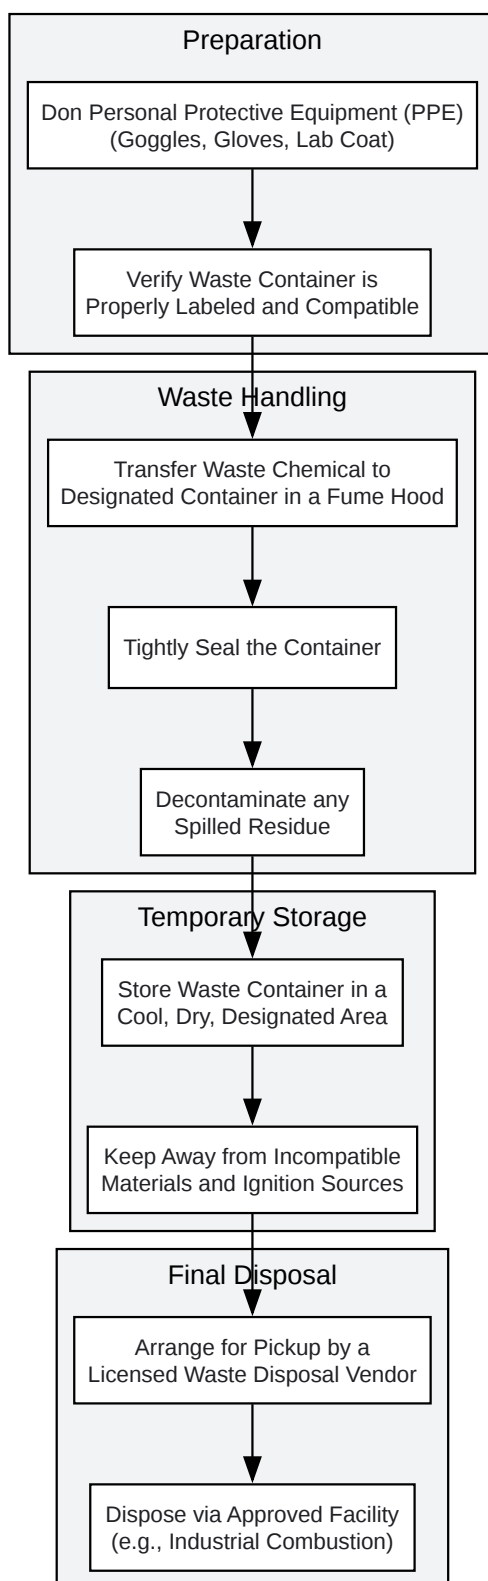 Preparation
Don Personal Protective Equipment (PPE)
(Goggles, Gloves, Lab Coat)
Verify Waste Container is
Properly Labeled and Compatible
Waste Handling
Transfer Waste Chemical to
Designated Container in a Fume Hood
Tightly Seal the Container
Decontaminate any
Spilled Residue
Temporary Storage
Store Waste Container in a
Cool, Dry, Designated Area
Keep Away from Incompatible
Materials and Ignition Sources
Final Disposal
Arrange for Pickup by a
Licensed Waste Disposal Vendor
Dispose via Approved Facility
(e.g., Industrial Combustion)